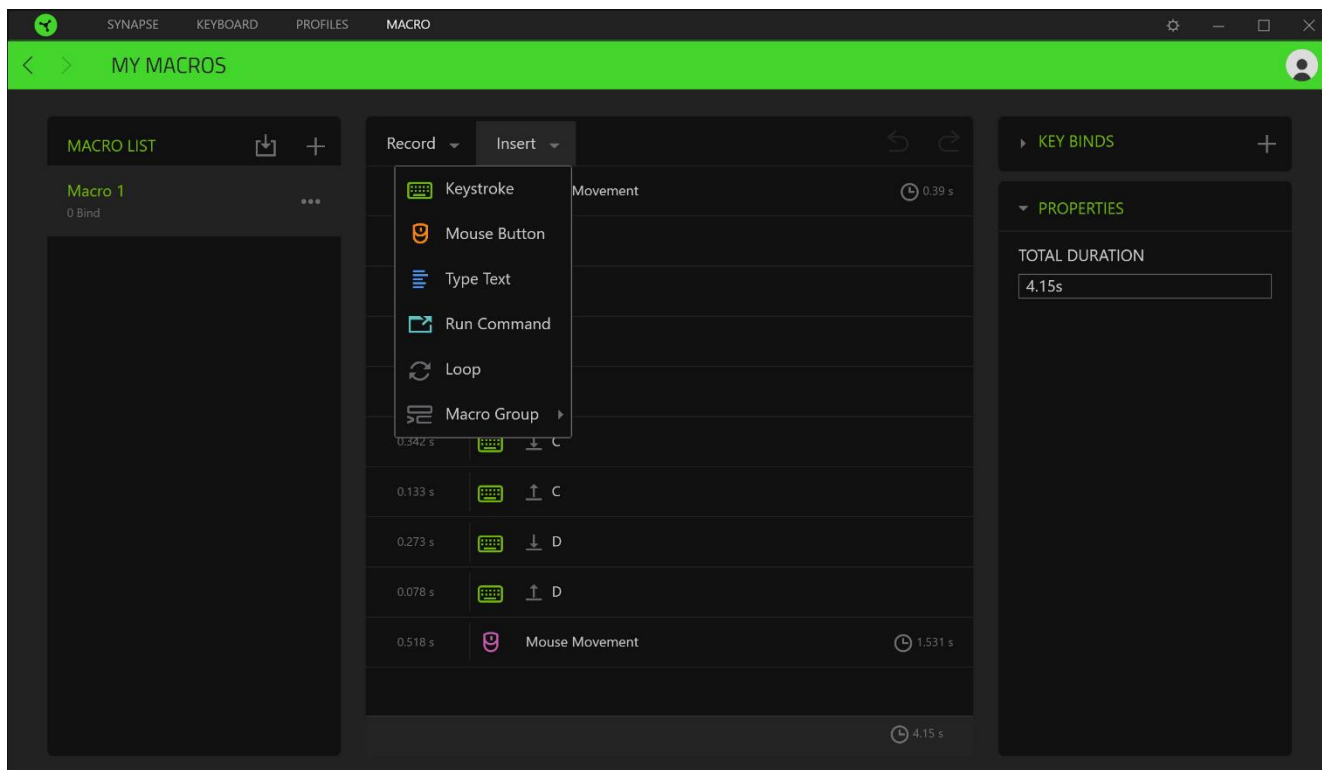 SYNAPSE KEYBOARD PROFILES MACRO
MY MACROS
MACRO LIST
Macro 1
0 Bind
Record Insert
Keystroke
Mouse Button
Type Text
Run Command
Loop
Macro Group
Movement 0.39 s
0.342 s C
0.133 s C
0.273 s D
0.078 s D
0.518 s Mouse Movement 1.531 s
4.15 s
KEY BINDS
PROPERTIES
TOTAL DURATION
4.15s